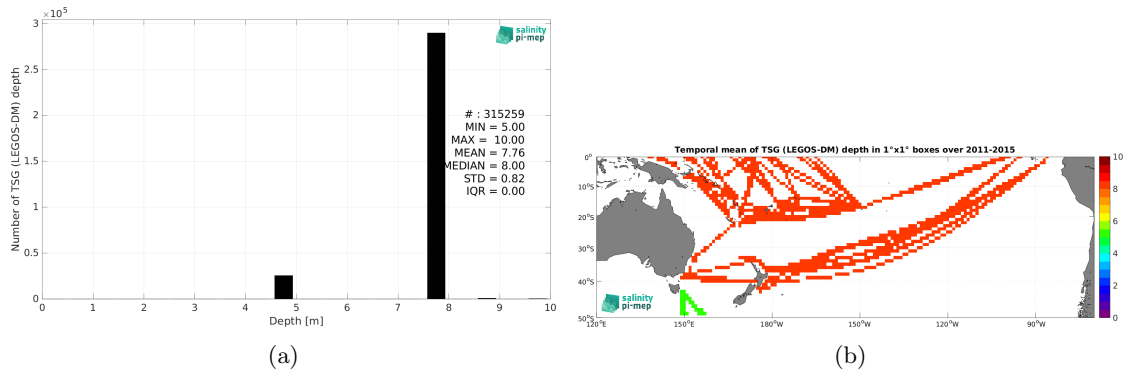 ×10⁵
3
2.5
2
1.5
1
0.5
0
Number of TSG (LEGOS-DM) depth
salinity
pi-mep
# : 315259
MIN = 5.00
MAX = 10.00
MEAN = 7.76
MEDIAN = 8.00
STD = 0.82
IQR = 0.00
0 1 2 3 4 5 6 7 8 9 10
Depth [m]
(a)
Temporal mean of TSG (LEGOS-DM) depth in 1°x1° boxes over 2011-2015
0°
10°S
20°S
30°S
40°S
50°S
salinity
pi-mep
120°E 150°E 180°W 150°W 120°W 90°W
10
8
6
4
2
0
(b)